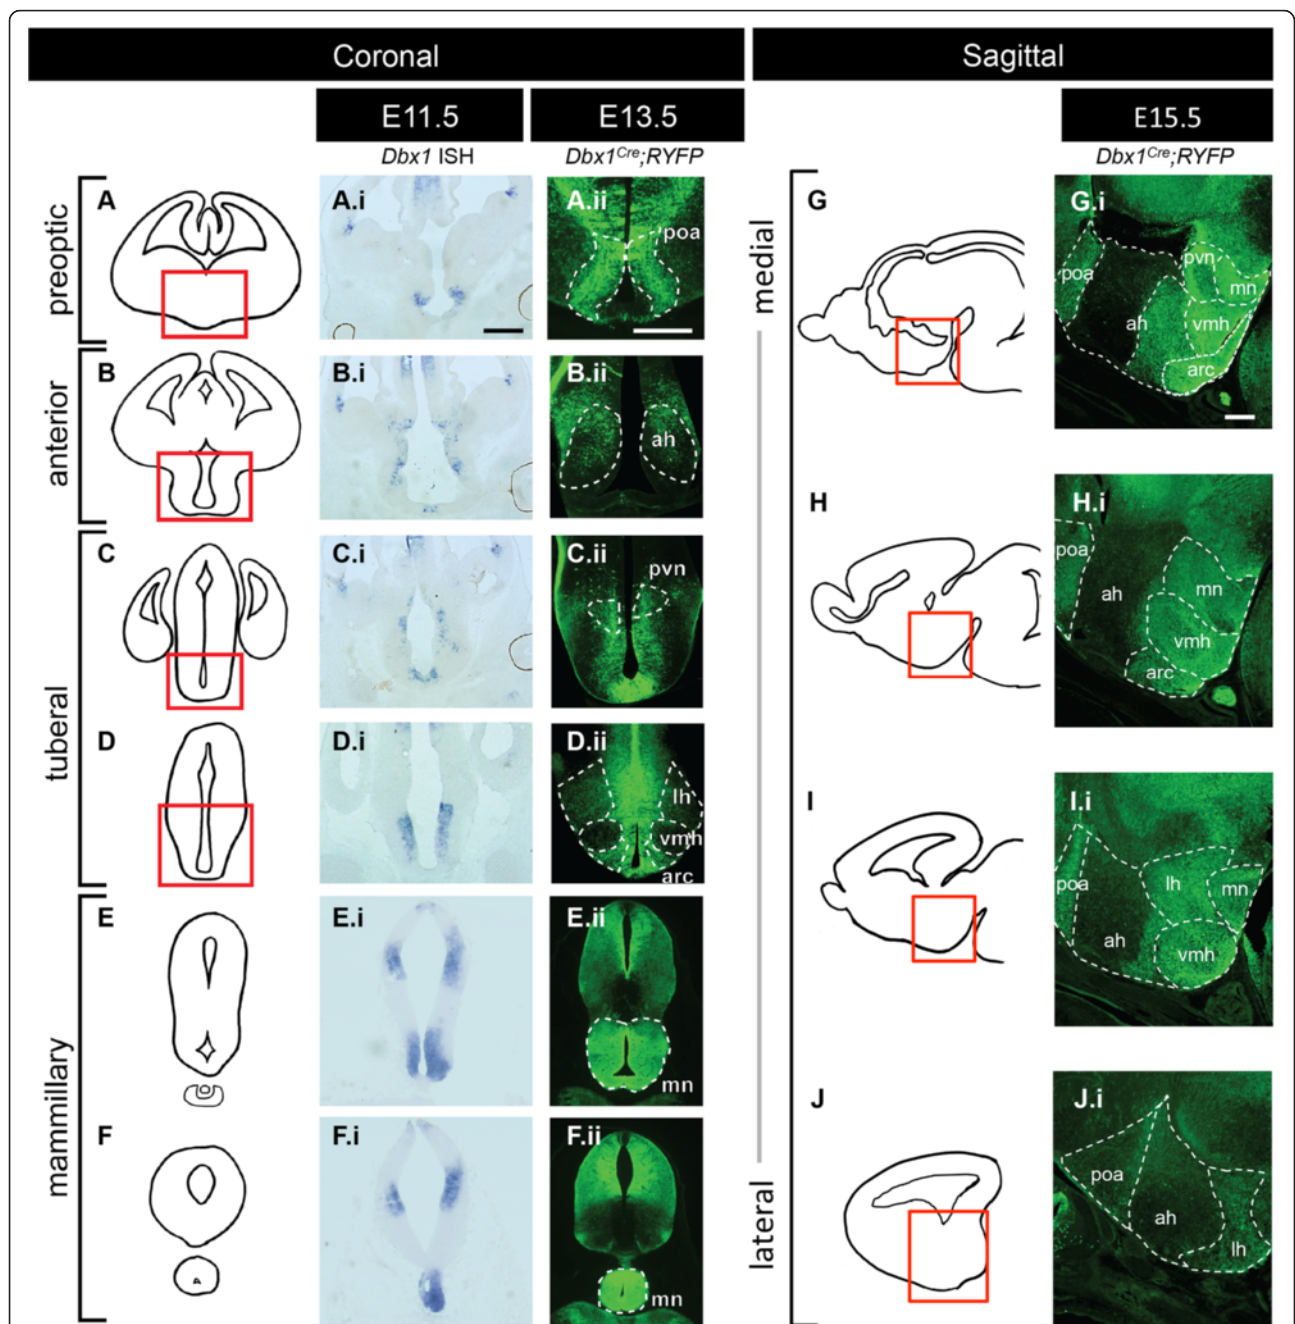 Coronal
Sagittal
E11.5
E13.5
E15.5
Dbx1 ISH
Dbx1Cre;RYFP
Dbx1Cre;RYFP
preoptic
A
A.i
A.ii
poa
anterior
B
B.i
B.ii
ah
tuberal
C
C.i
C.ii
pvn
D
D.i
D.ii
lh
vmh
arc
mammillary
E
E.i
E.ii
mn
F
F.i
F.ii
mn
medial
lateral
G
G.i
poa
pvn
mn
ah
vmh
arc
H
H.i
poa
mn
ah
vmh
arc
I
I.i
poa
lh
mn
ah
vmh
J
J.i
poa
ah
lh